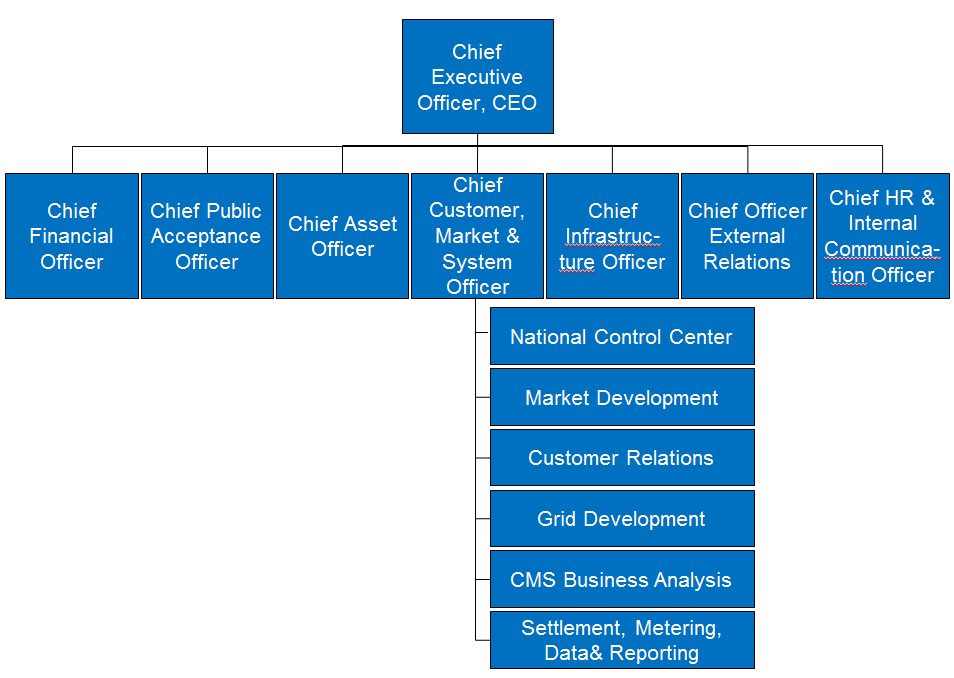 Chief
Executive
Officer, CEO
Chief
Financial
Officer
Chief Public
Acceptance
Officer
Chief Asset
Officer
Chief
Customer,
Market &
System
Officer
Chief
Infrastruc-
ture Officer
Chief Officer
External
Relations
Chief HR &
Internal
Communica-
tion Officer
National Control Center
Market Development
Customer Relations
Grid Development
CMS Business Analysis
Settlement, Metering,
Data& Reporting